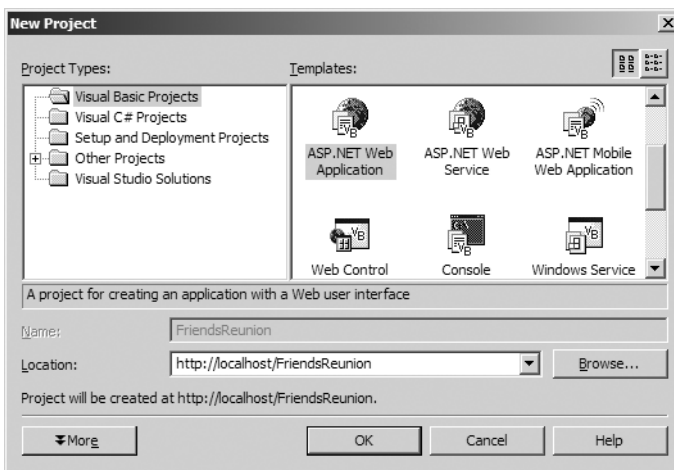 New Project
Project Types:
Templates:
Visual Basic Projects
Visual C# Projects
Setup and Deployment Projects
Other Projects
Visual Studio Solutions
ASP.NET Web Application
ASP.NET Web Service
ASP.NET Mobile Web Application
Web Control
Console
Windows Service
A project for creating an application with a Web user interface
Name:
FriendsReunion
Location:
http://localhost/FriendsReunion
Browse...
Project will be created at http://localhost/FriendsReunion.
More
OK
Cancel
Help